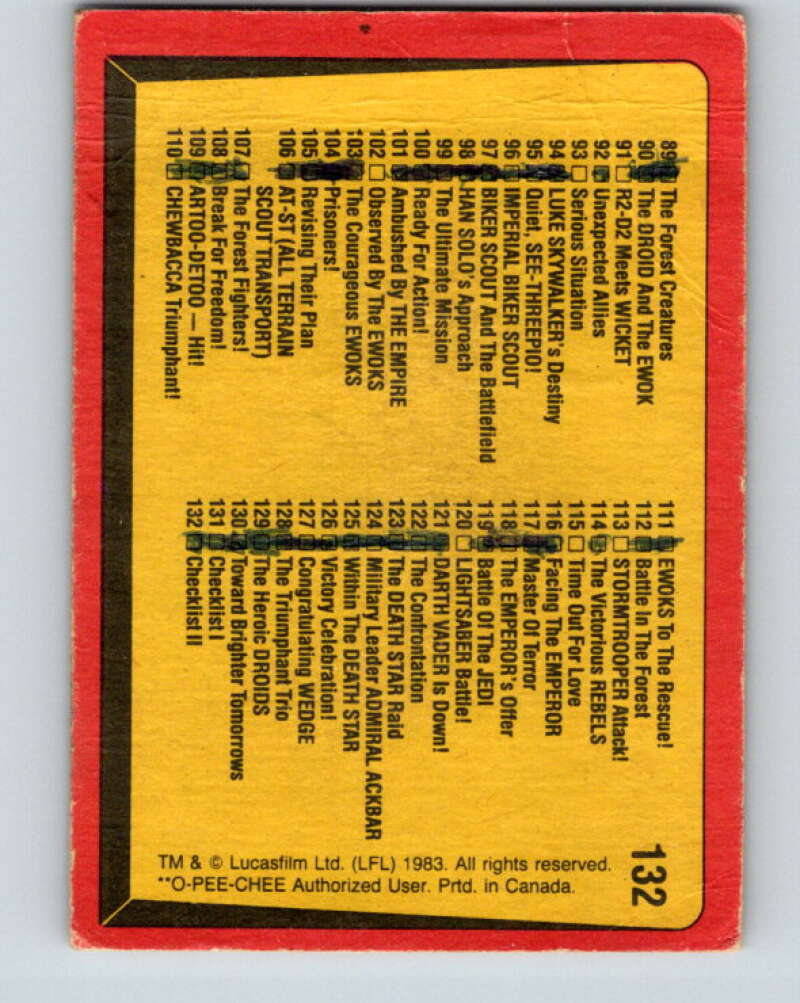 89 The Forest Creatures
90 The DROID And The EWOK
91 R2-D2 Meets WICKET
92 Unexpected Allies
93 Serious Situation
94 LUKE SKYWALKER's Destiny
95 Quiet, SEE-THREEPIO!
96 IMPERIAL BIKER SCOUT
97 BIKER SCOUT And The Battlefield
98 HAN SOLO's Approach
99 The Ultimate Mission
100 Ready For Action!
101 Ambushed By THE EMPIRE
102 Observed By The EWOKS
103 The Courageous EWOKS
104 Prisoners!
105 Revising Their Plan
106 AT-ST (ALL TERRAIN
SCOUT TRANSPORT)
107 The Forest Fighters!
108 Break For Freedom!
109 ARTOO-DETOO — Hit!
110 CHEWBACCA Triumphant!
111 EWOKS To The Rescue!
112 Battle In The Forest
113 STORMTROOPER Attack!
114 The Victorious REBELS
115 Time Out For Love
116 Facing The EMPEROR
117 Master Of Terror
118 The EMPEROR's Offer
119 Battle Of The JEDI
120 LIGHTSABER Battle!
121 DARTH VADER Is Down!
122 The Confrontation
123 The DEATH STAR Raid
124 Military Leader ADMIRAL ACKBAR
125 Within The DEATH STAR
126 Victory Celebration!
127 Congratulating WEDGE
128 The Triumphant Trio
129 The Heroic DROIDS
130 Toward Brighter Tomorrows
131 Checklist I
132 Checklist II
132
TM & © Lucasfilm Ltd. (LFL) 1983. All rights reserved.
**O-PEE-CHEE Authorized User. Prtd. in Canada.